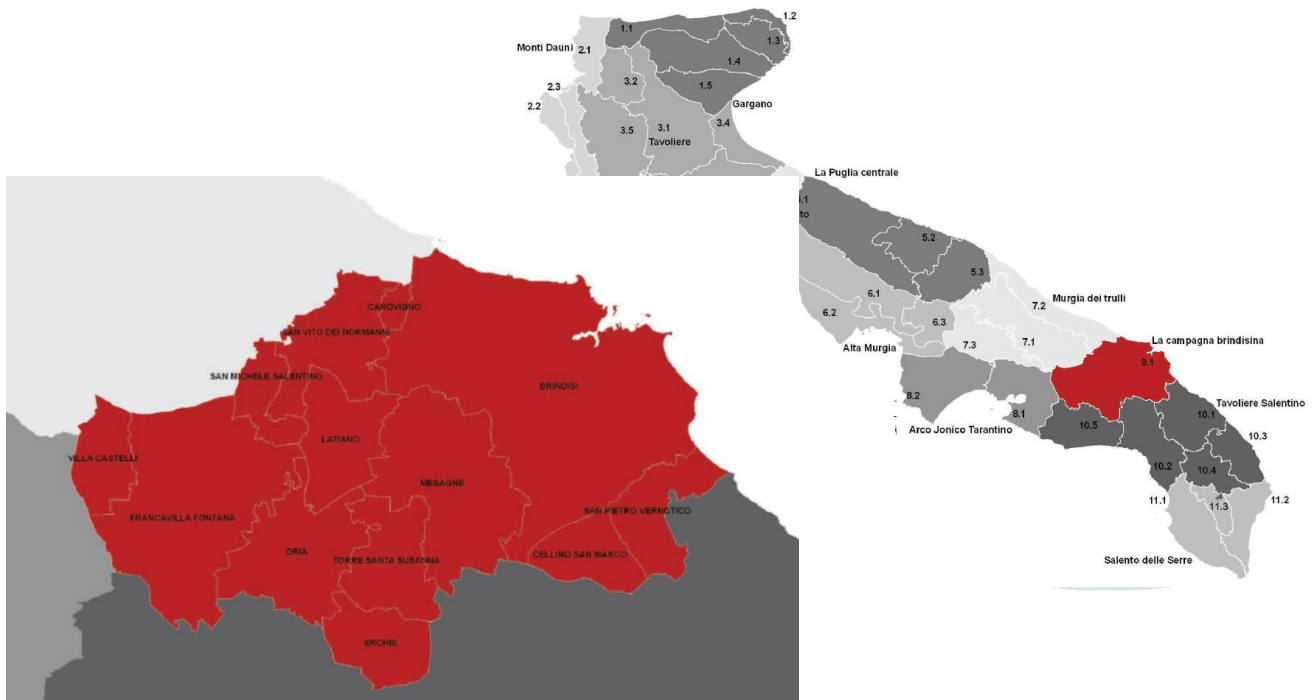 1.2
1.1
1.3
Monti Dauni
2.1
1.4
3.2
1.5
2.3
2.2
Gargano
3.4
3.5
3.1
Tavoliere
La Puglia centrale
5.2
5.3
6.1
7.2
Murgia dei trulli
6.2
6.3
7.1
Alta Murgia
7.3
La campagna brindisina
9.1
8.2
8.1
Arco Jonico Tarantino
10.5
Tavoliere Salentino
10.1
10.3
10.2
10.4
11.1
11.3
11.2
Salento delle Serre
CAROVIGNO
SAN VITO DEI NORMANNI
SAN MICHELE SALENTINO
BRINDISI
LATIANO
VILLA CASTELLI
MESAGNE
FRANCAVILLA FONTANA
SAN PIETRO VERNOTICO
ORIA
TORRE SANTA SUSANNA
CELLINO SAN MARCO
ERCHIE